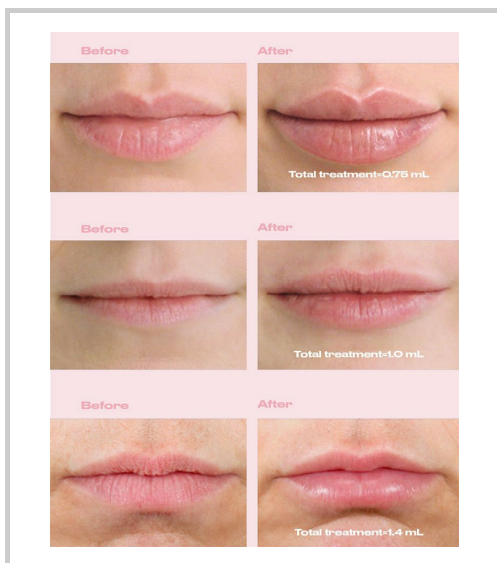 Before
After
Total treatment=0.75 mL
Before
After
Total treatment=1.0 mL
Before
After
Total treatment=1.4 mL